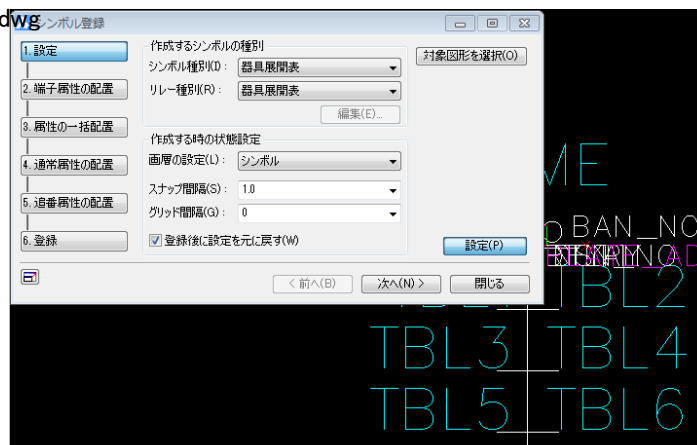 dwg
シンボル登録
1. 設定
2. 端子属性の配置
3. 属性の一括配置
4. 通常属性の配置
5. 追番属性の配置
6. 登録
作成するシンボルの種別
シンボル種別(I)： 器具展開表
リレー種別(R)： 器具展開表
編集(E)...
対象図形を選択(O)
作成する時の状態設定
画層の設定(L)： シンボル
スナップ間隔(S)： 1.0
グリッド間隔(G)： 0
登録後に設定を元に戻す(W)
設定(P)
< 前へ(B)
次へ(N) >
閉じる
ME
BAN_NO
TBL2
TBL3 TBL4
TBL5 TBL6